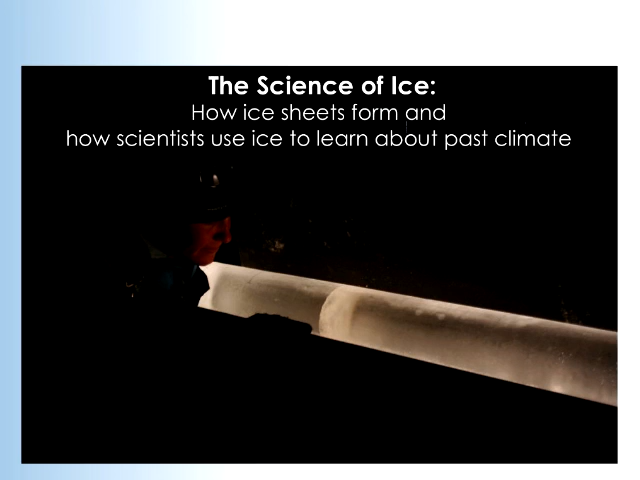 The Science of Ice:
How ice sheets form and
how scientists use ice to learn about past climate